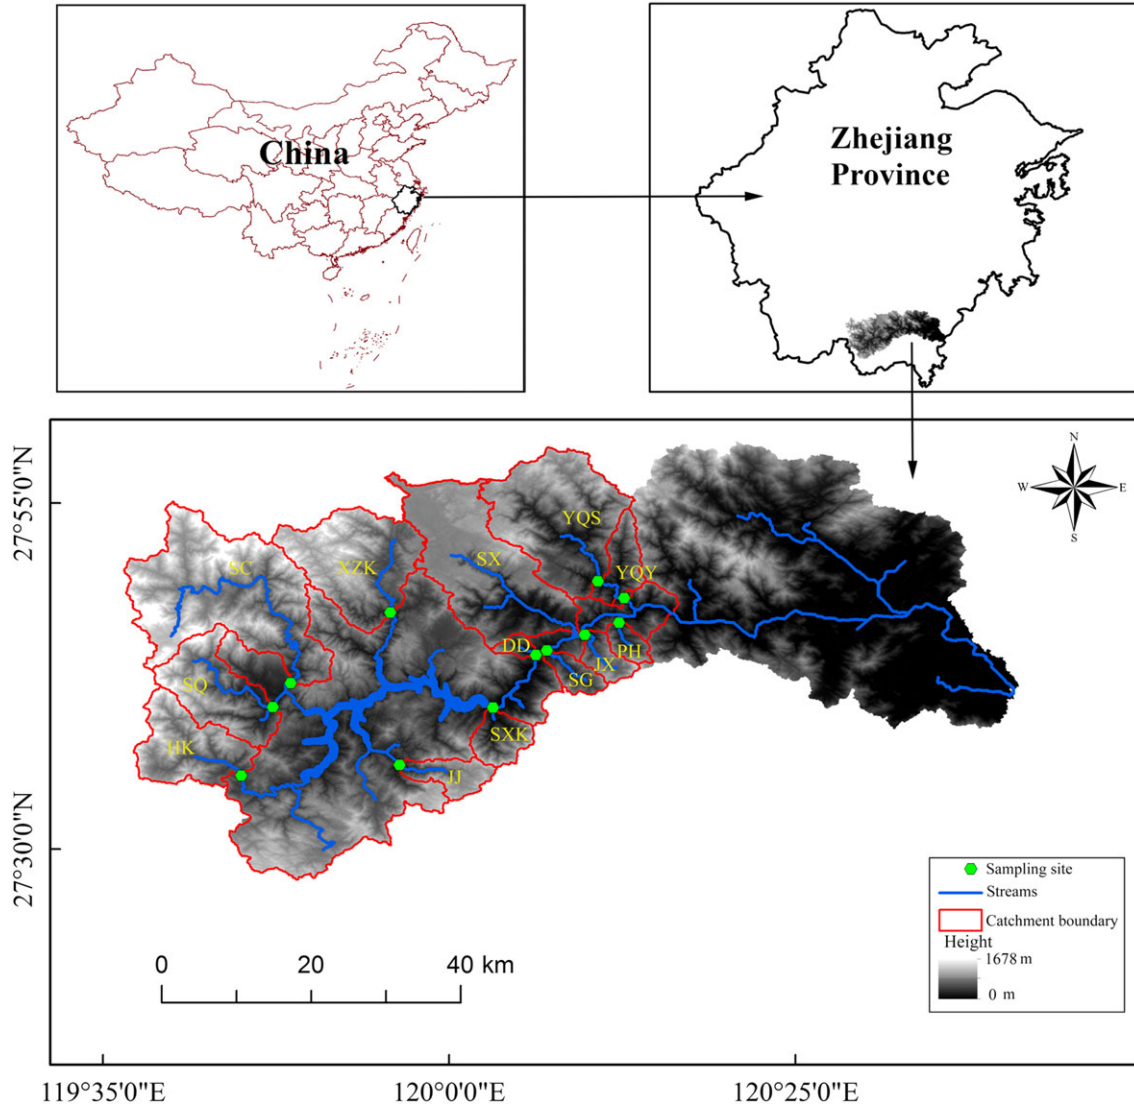 China
Zhejiang
Province
27°55'0"N
27°30'0"N
N
W
E
S
YQS
SX
YQY
XZK
SC
DD
PH
JX
SG
SQ
SXK
HK
JJ
Sampling site
Streams
Catchment boundary
Height
1678 m
0 m
0 20 40 km
119°35'0"E 120°0'0"E 120°25'0"E